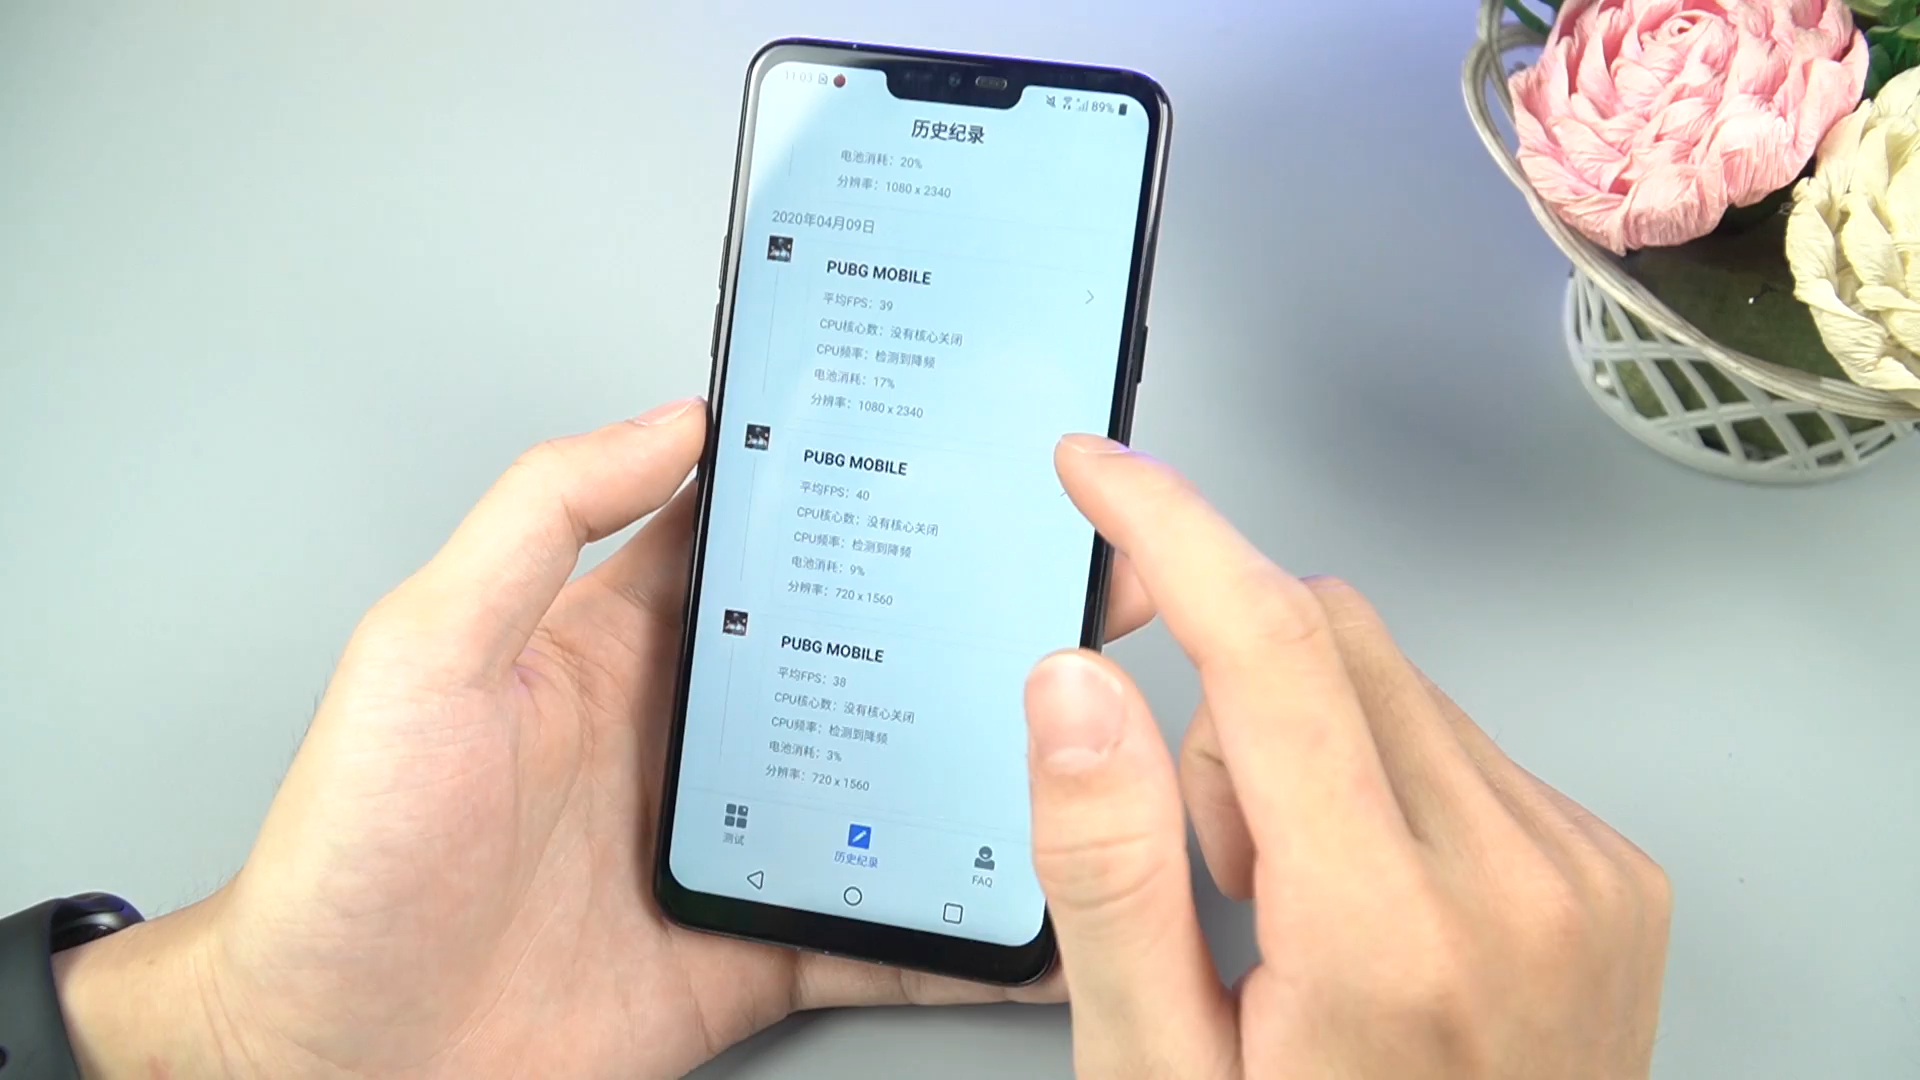 11:03
89%
历史纪录
电池消耗：20%
分辨率：1080 x 2340
2020年04月09日
PUBG MOBILE
平均FPS：39
CPU核心数：没有核心关闭
CPU频率：检测到降频
电池消耗：17%
分辨率：1080 x 2340
PUBG MOBILE
平均FPS：40
CPU核心数：没有核心关闭
CPU频率：检测到降频
电池消耗：9%
分辨率：720 x 1560
PUBG MOBILE
平均FPS：38
CPU核心数：没有核心关闭
CPU频率：检测到降频
电池消耗：3%
分辨率：720 x 1560
测试
历史纪录
FAQ